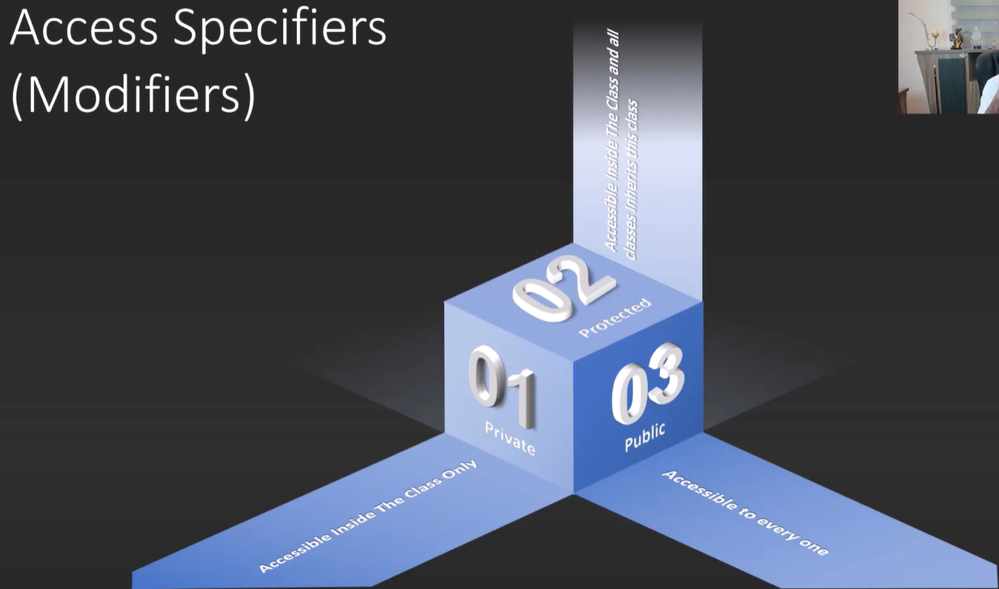 Access Specifiers
(Modifiers)
01
Private
Accessible Inside The Class Only
02
Protected
Accessible Inside The Class and all
classes Inherits this class
03
Public
Accessible to every one